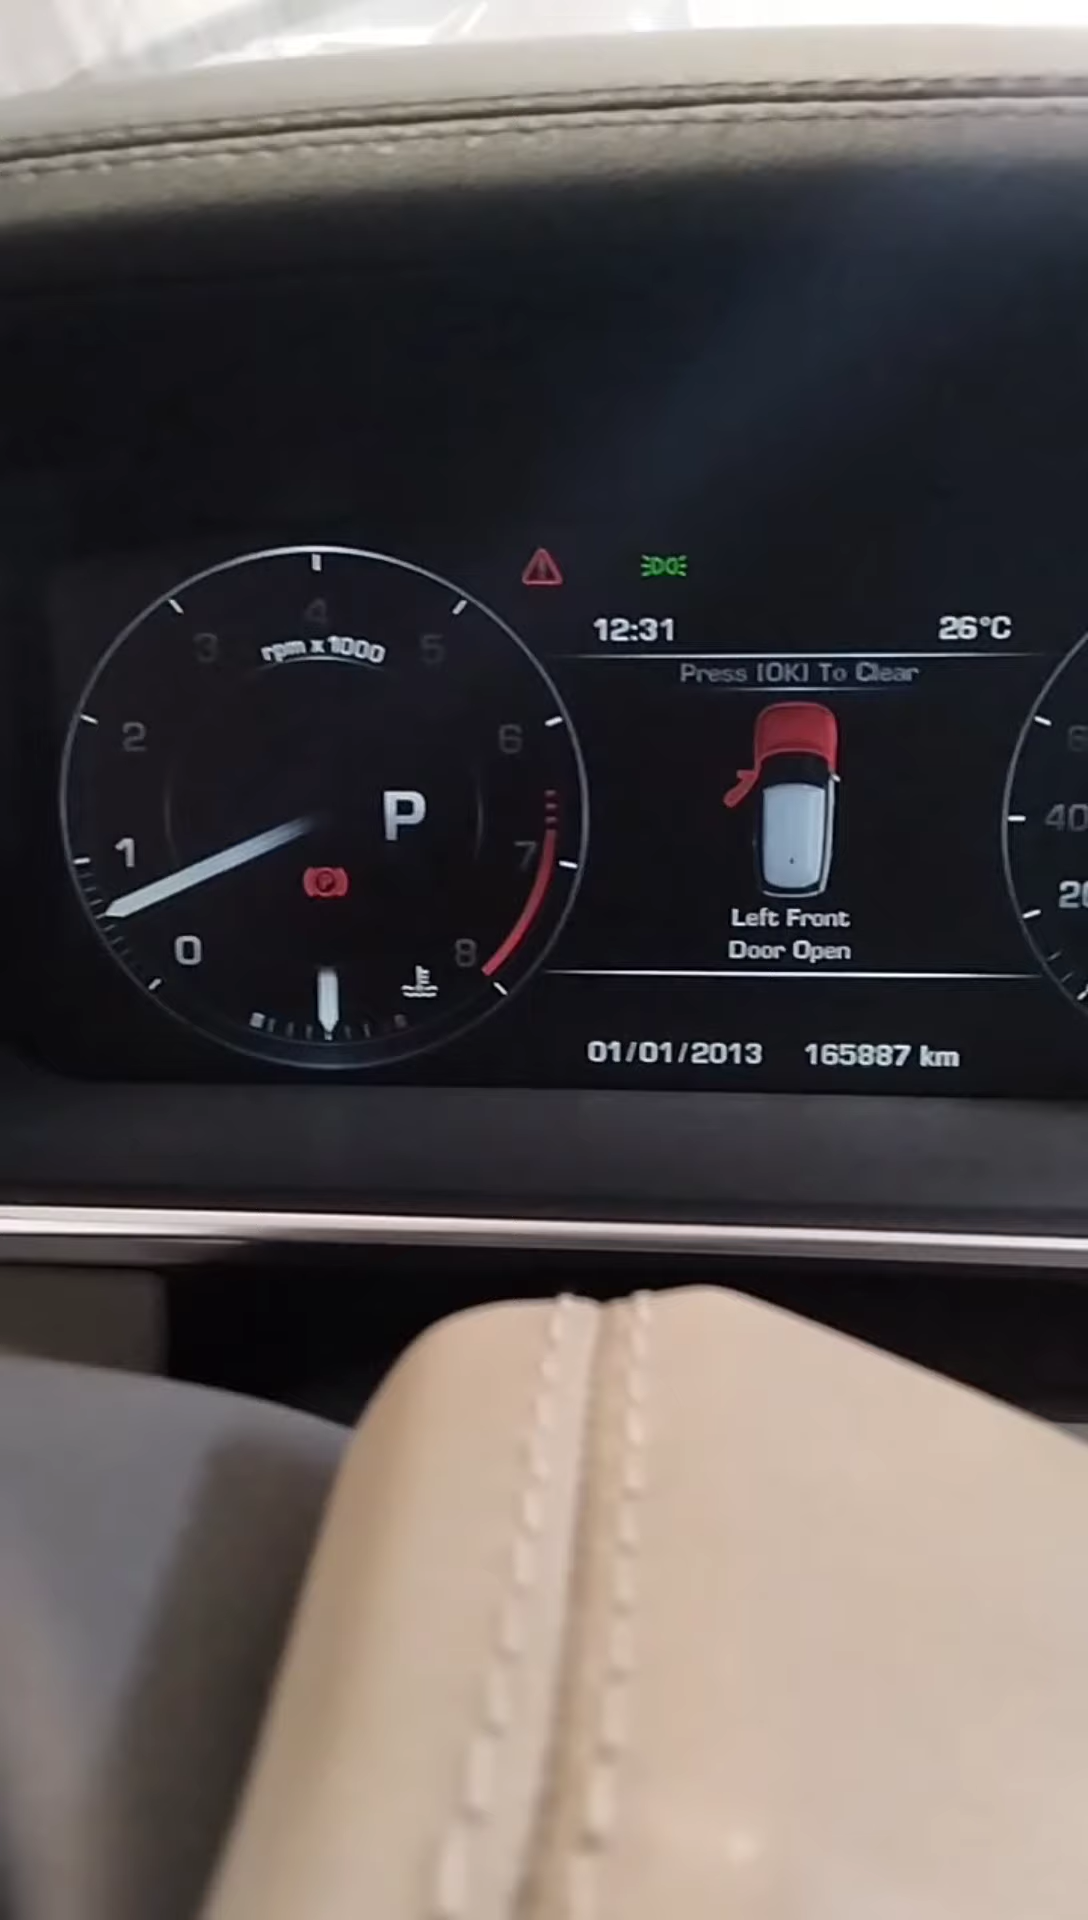 12:31
26°C
Press [OK] To Clear
4
3
5
rpm x 1000
2
6
P
40
1
7
20
Left Front
0
8
Door Open
01/01/2013
165887 km